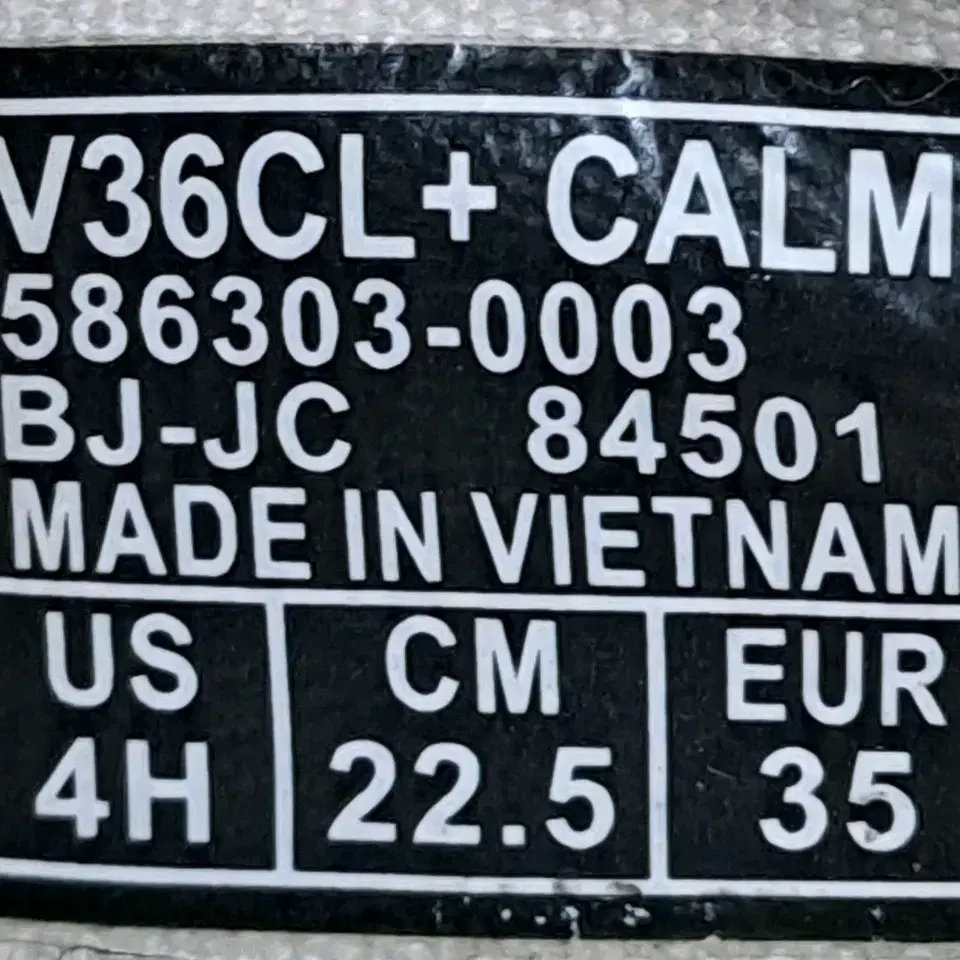 V36CL+ CALM
586303-0003
BJ-JC 84501
MADE IN VIETNAM
US CM EUR
4H 22.5 35